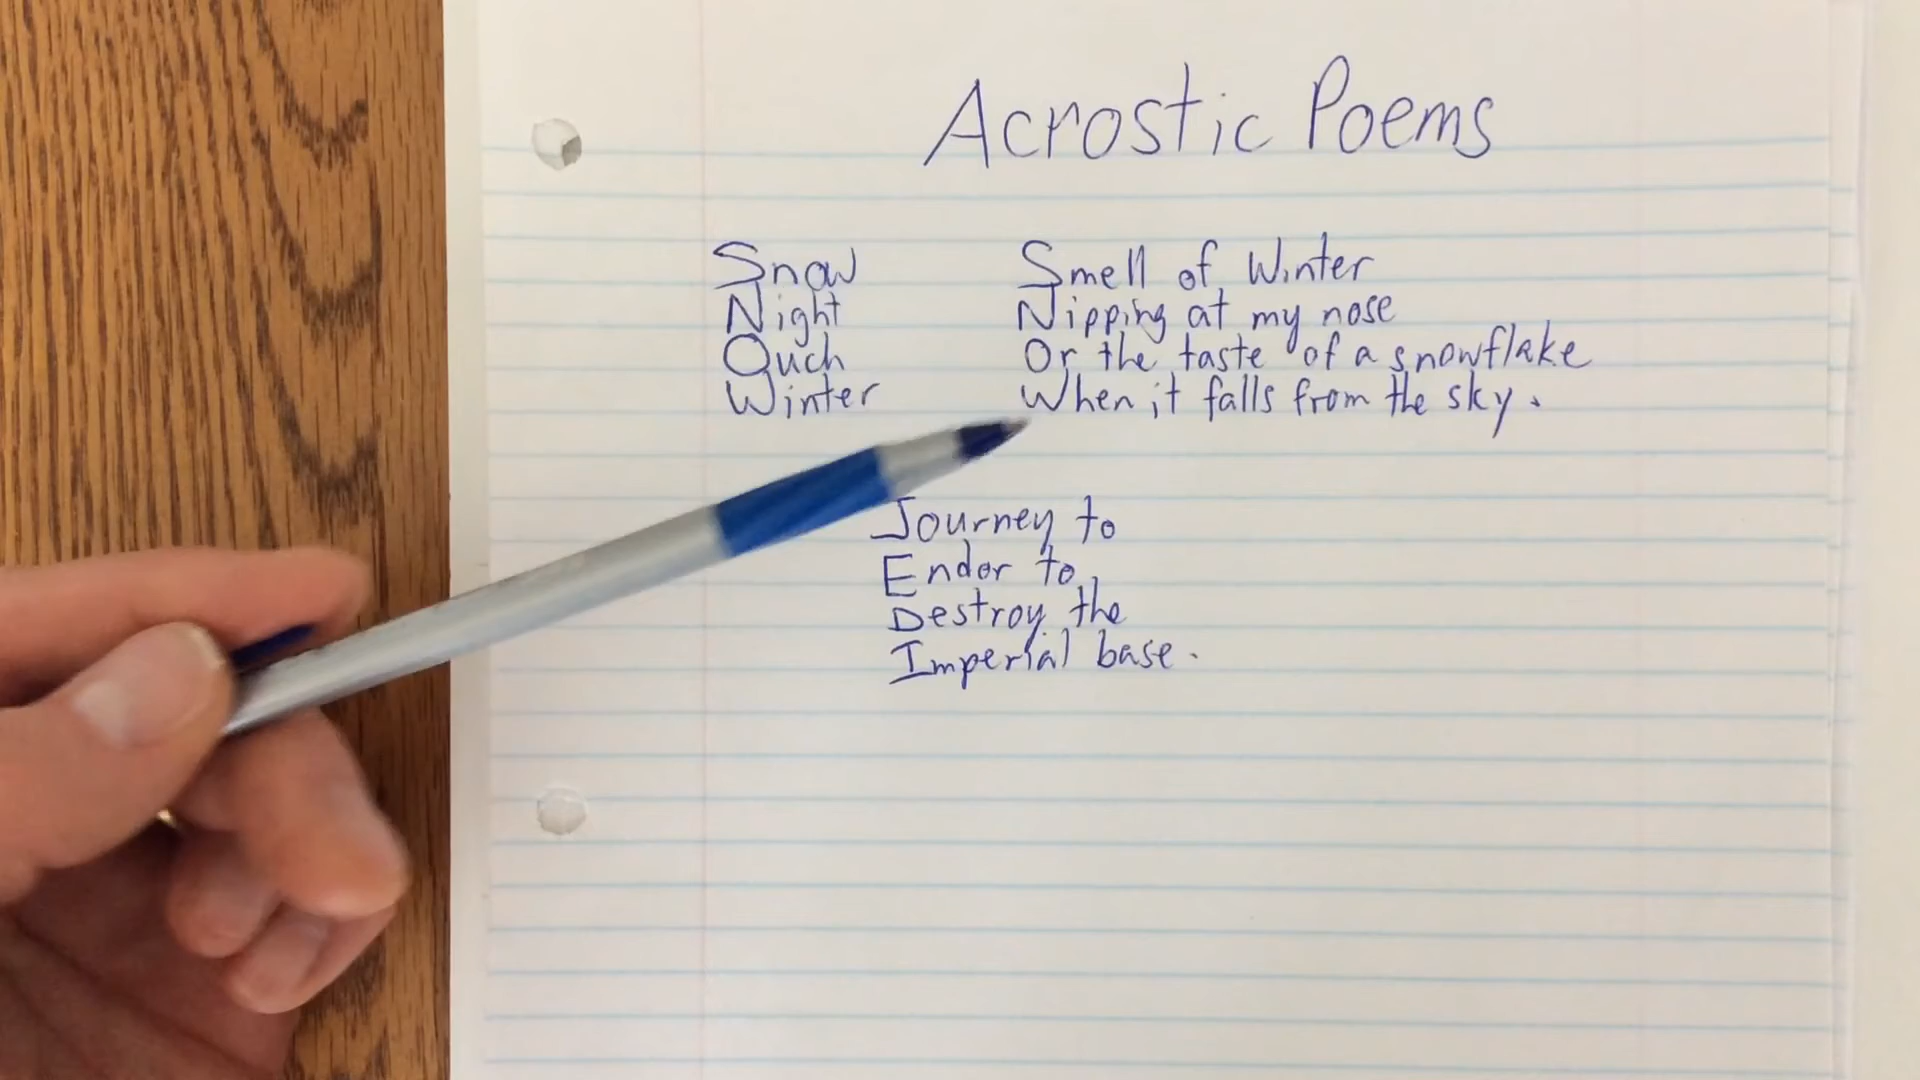 Acrostic Poems
Snow
Night
Ouch
Winter
Smell of Winter
Nipping at my nose
Or the taste of a snowflake
When it falls from the sky.
Journey to
Endor to
Destroy the
Imperial base.